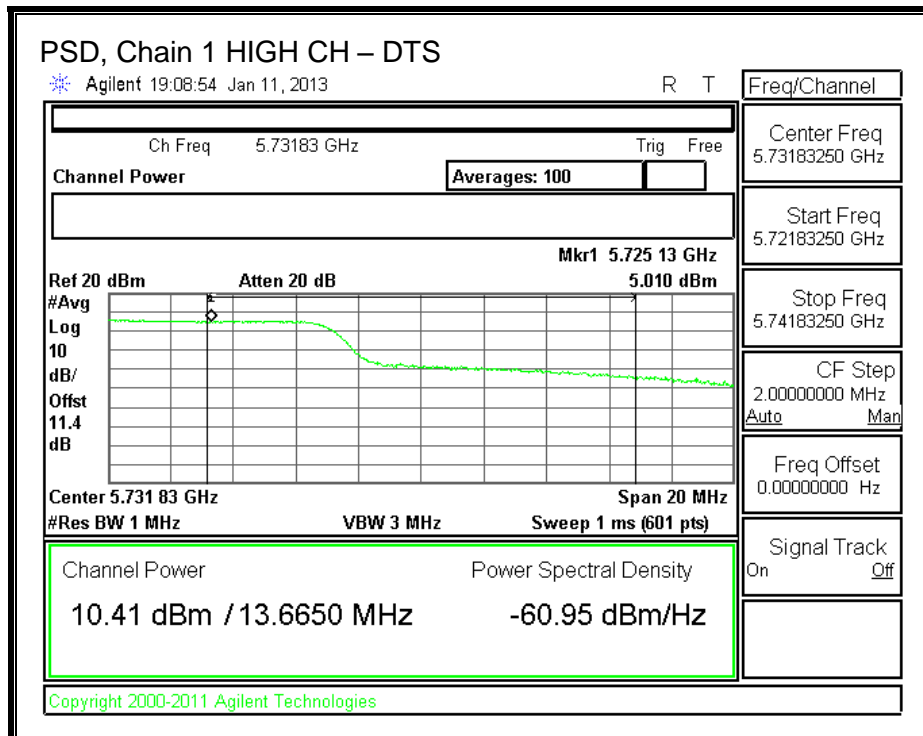 PSD, Chain 1 HIGH CH – DTS
Agilent 19:08:54 Jan 11, 2013 R T
Freq/Channel
Ch Freq 5.73183 GHz Trig Free
Channel Power Averages: 100
Mkr1 5.725 13 GHz
Ref 20 dBm Atten 20 dB 5.010 dBm
#Avg
Log
10
dB/
Offst
11.4
dB
1
Center 5.731 83 GHz Span 20 MHz
#Res BW 1 MHz VBW 3 MHz Sweep 1 ms (601 pts)
Channel Power Power Spectral Density
10.41 dBm / 13.6650 MHz -60.95 dBm/Hz
Center Freq
5.73183250 GHz
Start Freq
5.72183250 GHz
Stop Freq
5.74183250 GHz
CF Step
2.00000000 MHz
Auto Man
Freq Offset
0.00000000 Hz
Signal Track
On Off
Copyright 2000-2011 Agilent Technologies